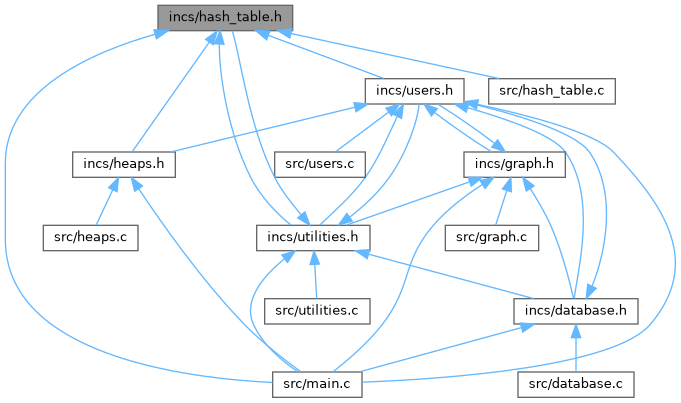 incs/hash_table.h
incs/users.h
src/hash_table.c
incs/heaps.h
src/users.c
incs/graph.h
src/heaps.c
incs/utilities.h
src/graph.c
src/utilities.c
incs/database.h
src/main.c
src/database.c